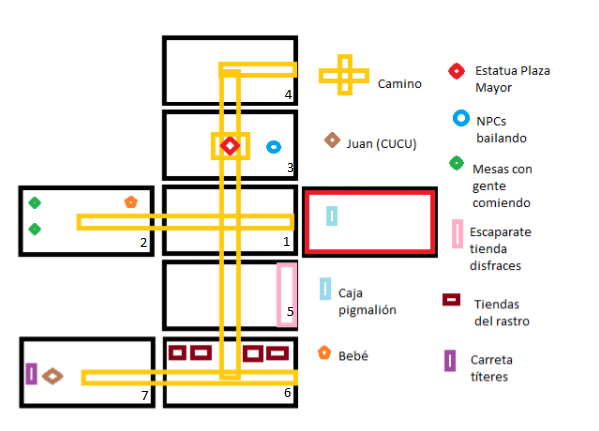 4
Camino
Estatua Plaza
Mayor
NPCs
bailando
3
Juan (CUCU)
Mesas con
gente
comiendo
2
1
Escaparate
tienda
disfraces
5
Caja
pigmalión
Tiendas
del rastro
Bebé
Carreta
títeres
7
6